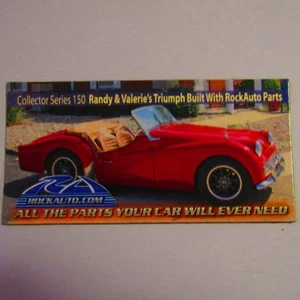 Collector Series 150 Randy & Valerie's Triumph Built With RockAuto Parts
RA
ROCKAUTO.COM
ALL THE PARTS YOUR CAR WILL EVER NEED